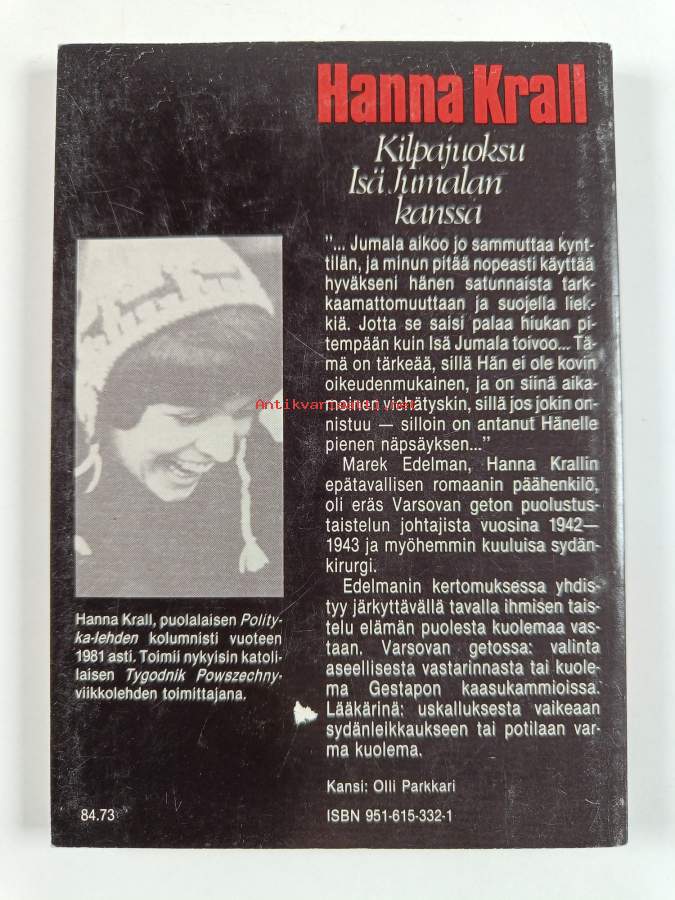 Hanna Krall
Kilpajuoksu
Isä Jumalan
kanssa
"... Jumala aikoo jo sammuttaa kynt-
tilän, ja minun pitää nopeasti käyttää
hyväkseni hänen satunnaista tark-
kaamattomuuttaan ja suojella liek-
kiä. Jotta se saisi palaa hiukan pi-
tempään kuin Isä Jumala toivoo... Tä-
mä on tärkeää, sillä Hän ei ole kovin
oikeudenmukainen, ja on siinä aika-
moinen viehätyskin, sillä jos jokin on-
nistuu — silloin on antanut Hänelle
pienen näpsäyksen..."
Marek Edelman, Hanna Krallin
epätavallisen romaanin päähenkilö,
oli eräs Varsovan geton puolustus-
taistelun johtajista vuosina 1942—
1943 ja myöhemmin kuuluisa sydän-
kirurgi.
Edelmanin kertomuksessa yhdis-
tyy järkyttävällä tavalla ihmisen tais-
telu elämän puolesta kuolemaa vas-
taan. Varsovan getossa: valinta
aseellisesta vastarinnasta tai kuole-
ma Gestapon kaasukammioissa.
Lääkärinä: uskalluksesta vaikeaan
sydänleikkaukseen tai potilaan var-
ma kuolema.
Hanna Krall, puolalaisen Polity-
ka-lehden kolumnisti vuoteen
1981 asti. Toimii nykyisin katoli-
laisen Tygodnik Powszechny-
viikkolehden toimittajana.
Kansi: Olli Parkkari
84.73
ISBN 951-615-332-1